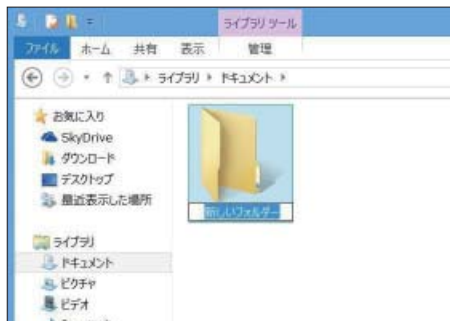 ライブラリ ツール
ファイル ホーム 共有 表示 管理
ライブラリ ドキュメント
お気に入り
SkyDrive
ダウンロード
デスクトップ
最近表示した場所
新しいフォルダー
ライブラリ
ドキュメント
ピクチャ
ビデオ